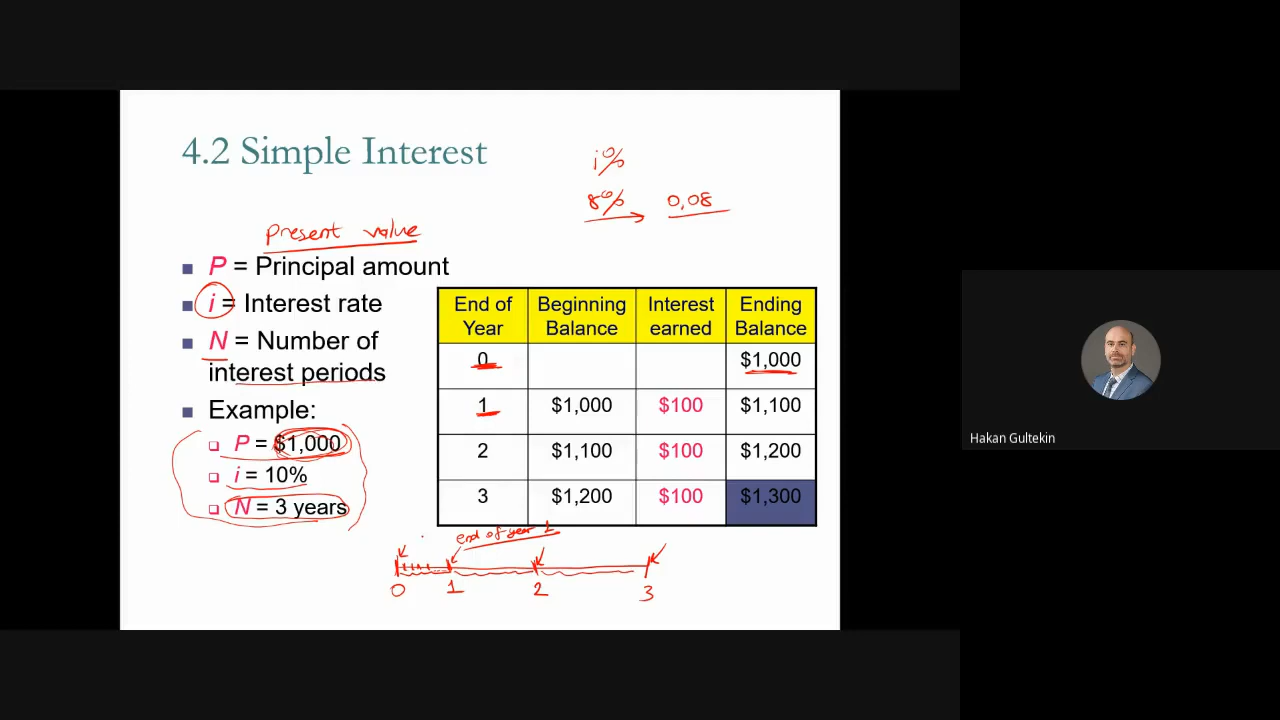 4.2 Simple Interest
i%
8% 0,08
present value
P = Principal amount
i = Interest rate
N = Number of
interest periods
Example:
P = $1,000
i = 10%
N = 3 years
End of Year Beginning Balance Interest earned Ending Balance
0 $1,000
1 $1,000 $100 $1,100
2 $1,100 $100 $1,200
3 $1,200 $100 $1,300
end of year 1
0 1 2 3
Hakan Gultekin